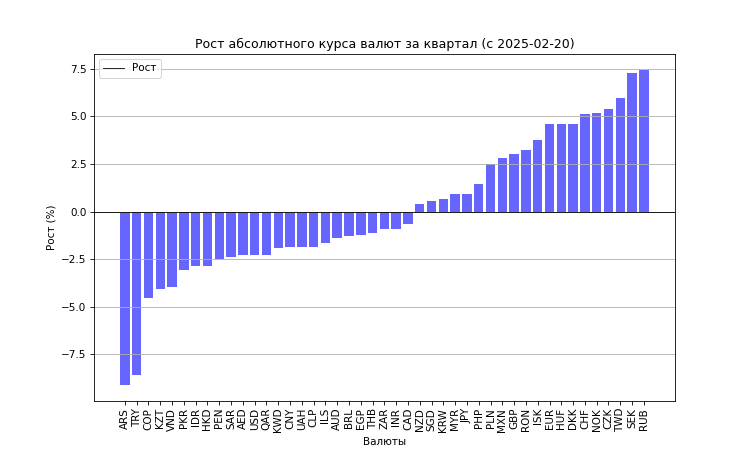 Рост абсолютного курса валют за квартал (с 2025-02-20)
Рост
7.5
5.0
2.5
0.0
−2.5
−5.0
−7.5
Рост (%)
ARS TRY COP KZT VND PKR IDR HKD PEN SAR AED USD QAR KWD CNY UAH CLP ILS AUD BRL EGP THB ZAR INR CAD NZD SGD KRW MYR JPY PHP PLN MXN GBP RON ISK EUR HUF DKK CHF NOK CZK TWD SEK RUB
Валюты